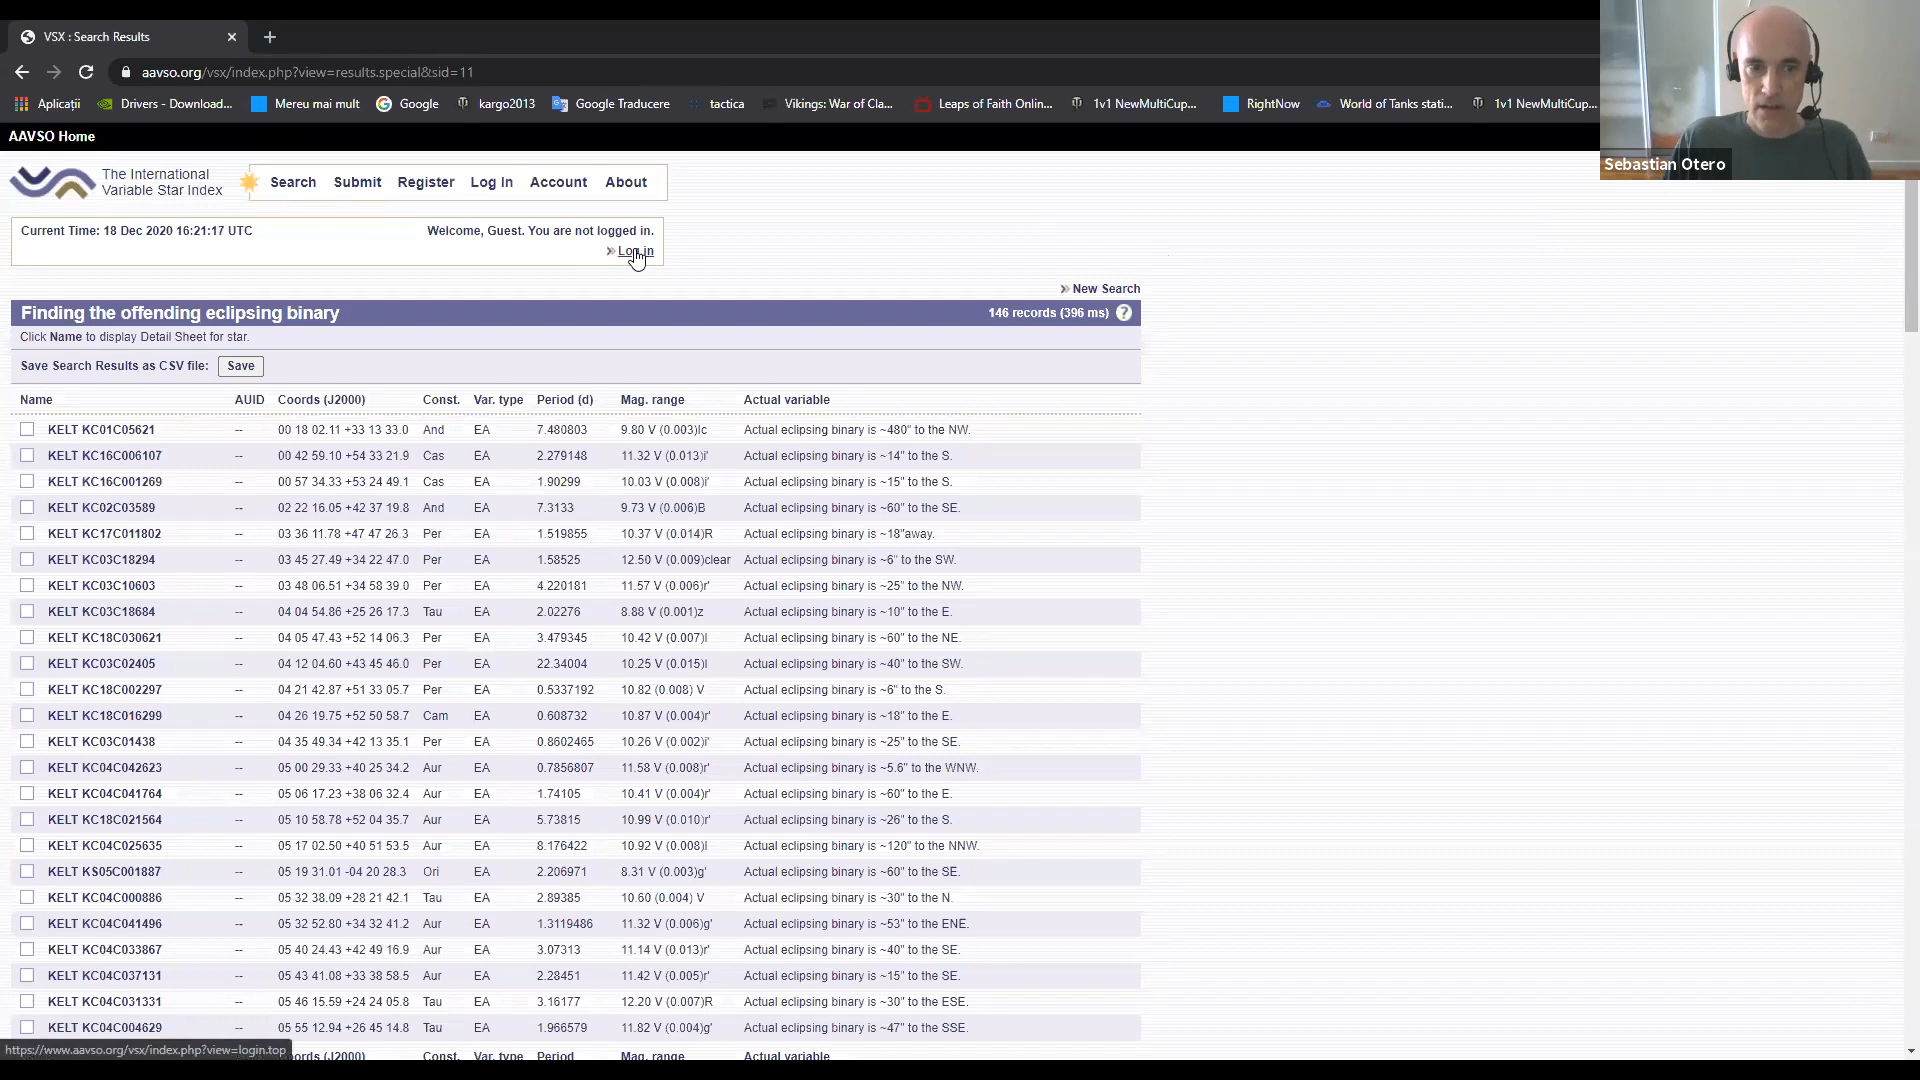 VSX : Search Results
aavso.org/vsx/index.php?view=results.special&sid=11
Aplicații Drivers - Download... Mereu mai mult Google kargo2013 Google Traducere tactica Vikings: War of Cla... Leaps of Faith Onlin... 1v1 NewMultiCup... RightNow World of Tanks stati... 1v1 NewMultiCup...
Sebastian Otero
AAVSO Home
The International
Variable Star Index
Search Submit Register Log In Account About
Current Time: 18 Dec 2020 16:21:17 UTC Welcome, Guest. You are not logged in.
Log in
New Search
Finding the offending eclipsing binary 146 records (396 ms) ?
Click Name to display Detail Sheet for star.
Save Search Results as CSV file: Save
Name AUID Coords (J2000) Const. Var. type Period (d) Mag. range Actual variable
KELT KC01C05621 -- 00 18 02.11 +33 13 33.0 And EA 7.480803 9.80 V (0.003)Ic Actual eclipsing binary is ~480" to the NW.
KELT KC16C006107 -- 00 42 59.10 +54 33 21.9 Cas EA 2.279148 11.32 V (0.013)i' Actual eclipsing binary is ~14" to the S.
KELT KC16C001269 -- 00 57 34.33 +53 24 49.1 Cas EA 1.90299 10.03 V (0.008)i' Actual eclipsing binary is ~15" to the S.
KELT KC02C03589 -- 02 22 16.05 +42 37 19.8 And EA 7.3133 9.73 V (0.006)B Actual eclipsing binary is ~60" to the SE.
KELT KC17C011802 -- 03 36 11.78 +47 47 26.3 Per EA 1.519855 10.37 V (0.014)R Actual eclipsing binary is ~18"away.
KELT KC03C18294 -- 03 45 27.49 +34 22 47.0 Per EA 1.58525 12.50 V (0.009)clear Actual eclipsing binary is ~6" to the SW.
KELT KC03C10603 -- 03 48 06.51 +34 58 39.0 Per EA 4.220181 11.57 V (0.006)r' Actual eclipsing binary is ~25" to the NW.
KELT KC03C18684 -- 04 04 54.86 +25 26 17.3 Tau EA 2.02276 8.88 V (0.001)z Actual eclipsing binary is ~10" to the E.
KELT KC18C030621 -- 04 05 47.43 +52 14 06.3 Per EA 3.479345 10.42 V (0.007)I Actual eclipsing binary is ~60" to the NE.
KELT KC03C02405 -- 04 12 04.60 +43 45 46.0 Per EA 22.34004 10.25 V (0.015)I Actual eclipsing binary is ~40" to the SW.
KELT KC18C002297 -- 04 21 42.87 +51 33 05.7 Per EA 0.5337192 10.82 (0.008) V Actual eclipsing binary is ~6" to the S.
KELT KC18C016299 -- 04 26 19.75 +52 50 58.7 Cam EA 0.608732 10.87 V (0.004)r' Actual eclipsing binary is ~18" to the E.
KELT KC03C01438 -- 04 35 49.34 +42 13 35.1 Per EA 0.8602465 10.26 V (0.002)i' Actual eclipsing binary is ~25" to the SE.
KELT KC04C042623 -- 05 00 29.33 +40 25 34.2 Aur EA 0.7856807 11.58 V (0.008)r' Actual eclipsing binary is ~5.6" to the WNW.
KELT KC04C041764 -- 05 06 17.23 +38 06 32.4 Aur EA 1.74105 10.41 V (0.004)r' Actual eclipsing binary is ~60" to the E.
KELT KC18C021564 -- 05 10 58.78 +52 04 35.7 Aur EA 5.73815 10.99 V (0.010)r' Actual eclipsing binary is ~26" to the S.
KELT KC04C025635 -- 05 17 02.50 +40 51 53.5 Aur EA 8.176422 10.92 V (0.008)I Actual eclipsing binary is ~120" to the NNW.
KELT KS05C001887 -- 05 19 31.01 -04 20 28.3 Ori EA 2.206971 8.31 V (0.003)g' Actual eclipsing binary is ~60" to the SE.
KELT KC04C000886 -- 05 32 38.09 +28 21 42.1 Tau EA 2.89385 10.60 (0.004) V Actual eclipsing binary is ~30" to the N.
KELT KC04C041496 -- 05 32 52.80 +34 32 41.2 Aur EA 1.3119486 11.32 V (0.006)g' Actual eclipsing binary is ~53" to the ENE.
KELT KC04C033867 -- 05 40 24.43 +42 49 16.9 Aur EA 3.07313 11.14 V (0.013)r' Actual eclipsing binary is ~40" to the SE.
KELT KC04C037131 -- 05 43 41.08 +33 38 58.5 Aur EA 2.28451 11.42 V (0.005)r' Actual eclipsing binary is ~15" to the SE.
KELT KC04C031331 -- 05 46 15.59 +24 24 05.8 Tau EA 3.16177 12.20 V (0.007)R Actual eclipsing binary is ~30" to the ESE.
KELT KC04C004629 -- 05 55 12.94 +26 45 14.8 Tau EA 1.966579 11.82 V (0.004)g' Actual eclipsing binary is ~47" to the SSE.
https://www.aavso.org/vsx/index.php?view=login.top
Coords (J2000) Const. Var. type Period Mag. range Actual variable